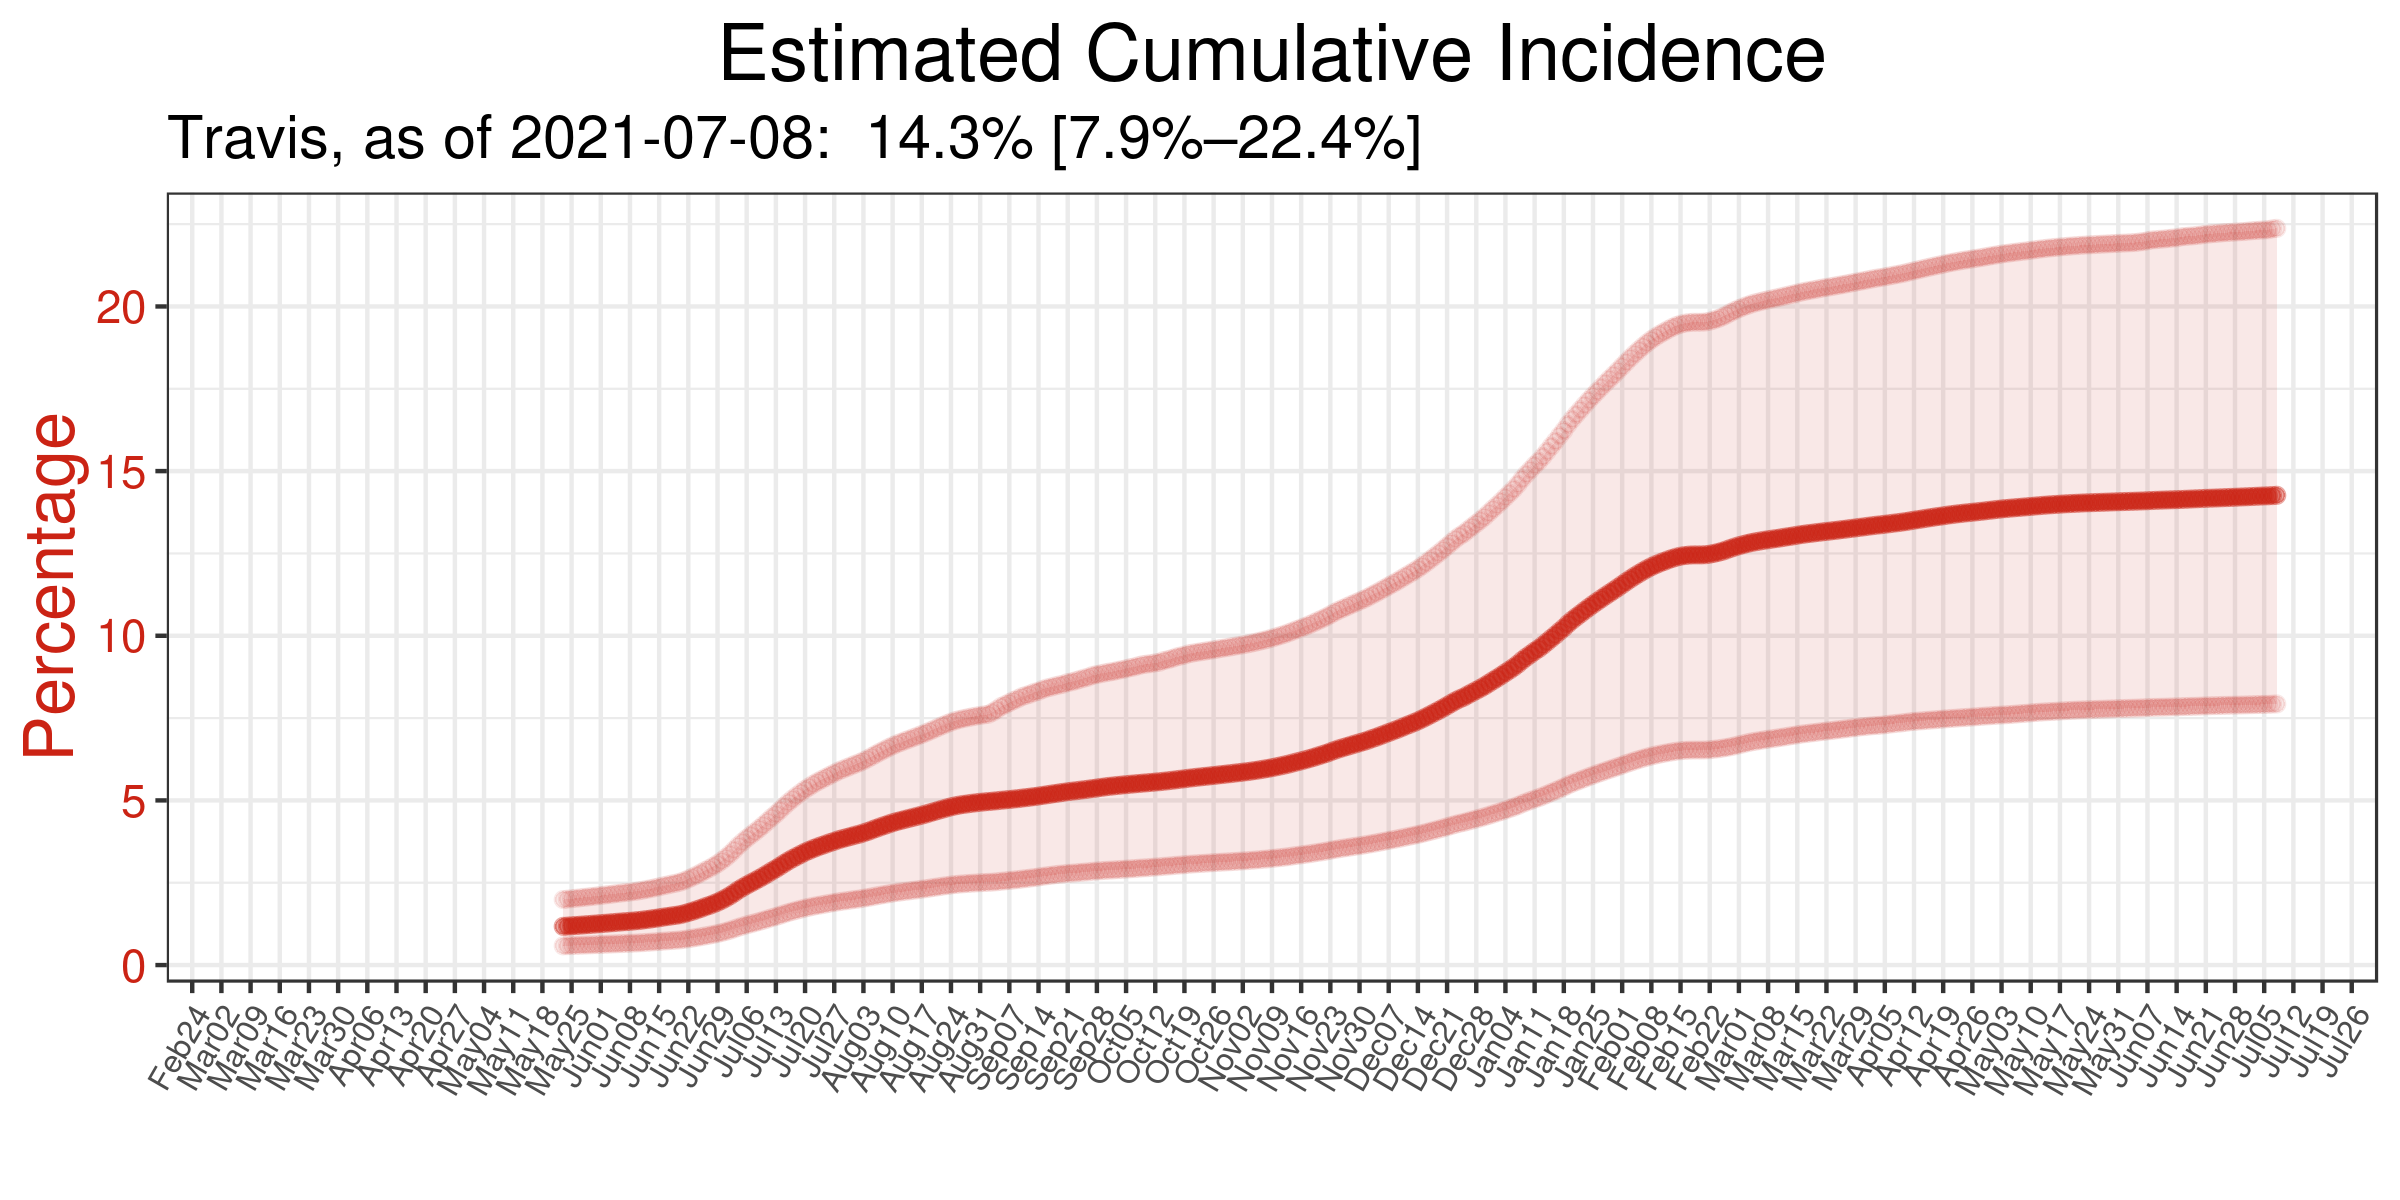 Estimated Cumulative Incidence
Travis, as of 2021-07-08:  14.3% [7.9%–22.4%]
Percentage
20
15
10
5
0
Feb24
Mar02
Mar09
Mar16
Mar23
Mar30
Apr06
Apr13
Apr20
Apr27
May04
May11
May18
May25
Jun01
Jun08
Jun15
Jun22
Jun29
Jul06
Jul13
Jul20
Jul27
Aug03
Aug10
Aug17
Aug24
Aug31
Sep07
Sep14
Sep21
Sep28
Oct05
Oct12
Oct19
Oct26
Nov02
Nov09
Nov16
Nov23
Nov30
Dec07
Dec14
Dec21
Dec28
Jan04
Jan11
Jan18
Jan25
Feb01
Feb08
Feb15
Feb22
Mar01
Mar08
Mar15
Mar22
Mar29
Apr05
Apr12
Apr19
Apr26
May03
May10
May17
May24
May31
Jun07
Jun14
Jun21
Jun28
Jul05
Jul12
Jul19
Jul26